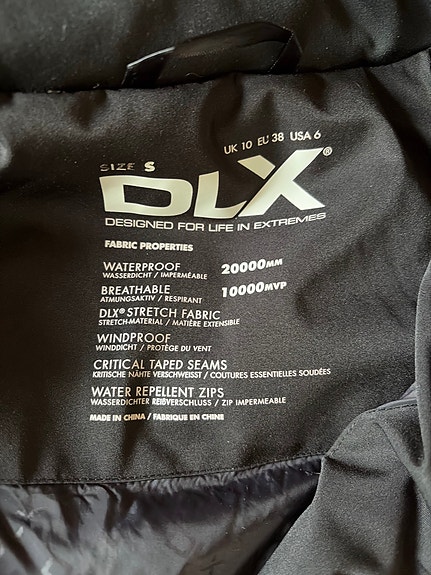 SIZE S
UK 10 EU 38 USA 6
DLX®
DESIGNED FOR LIFE IN EXTREMES
FABRIC PROPERTIES
WATERPROOF 20000MM
WASSERDICHT / IMPERMÉABLE
BREATHABLE 10000MVP
ATMUNGSAKTIV / RESPIRANT
DLX® STRETCH FABRIC
STRETCH-MATERIAL / MATIÈRE EXTENSIBLE
WINDPROOF
WINDDICHT / PROTÈGE DU VENT
CRITICAL TAPED SEAMS
KRITISCHE NÄHTE VERSCHWEISST / COUTURES ESSENTIELLES SOUDÉES
WATER REPELLENT ZIPS
WASSERDICHTER REIßVERSCHLUSS / ZIP IMPERMEABLE
MADE IN CHINA / FABRIQUE EN CHINE